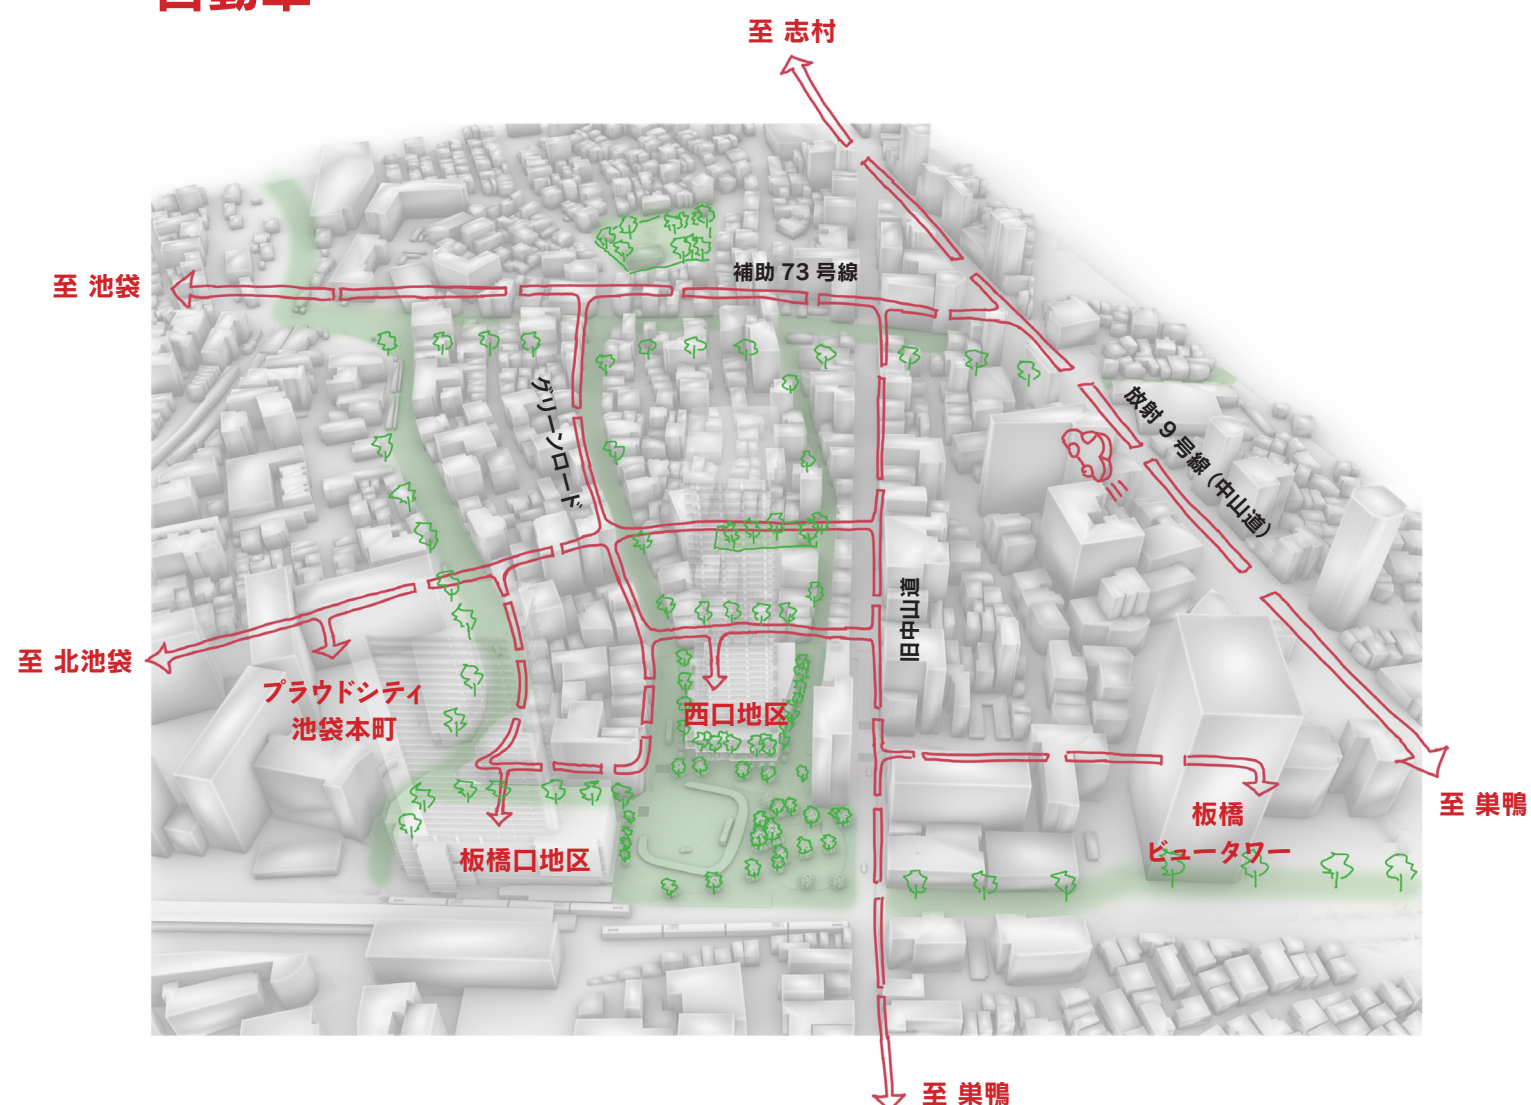 自動車
至 志村
補助 73 号線
至 池袋
グリーンロード
放射 9 号線 (中山道)
旧中山道
至 北池袋
プラウドシティ
池袋本町
西口地区
至 巣鴨
板橋
ビュータワー
板橋口地区
至 巣鴨